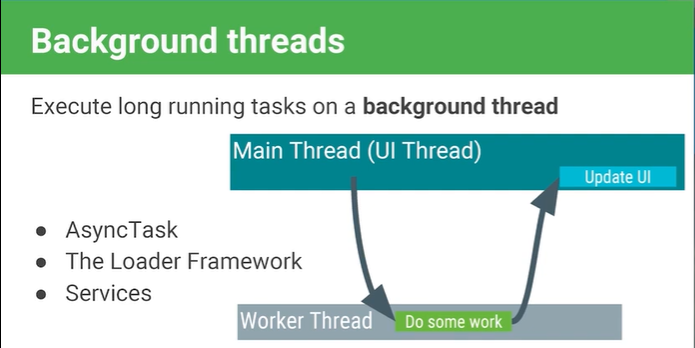 Background threads
Execute long running tasks on a background thread
Main Thread (UI Thread)
Update UI
● AsyncTask
● The Loader Framework
● Services
Worker Thread
Do some work